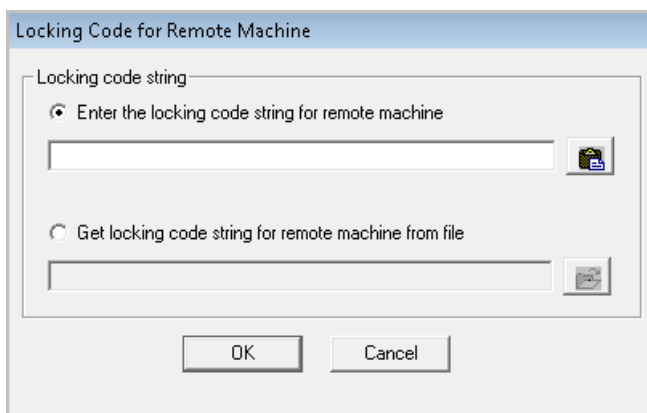 Locking Code for Remote Machine
Locking code string
Enter the locking code string for remote machine
Get locking code string for remote machine from file
OK Cancel